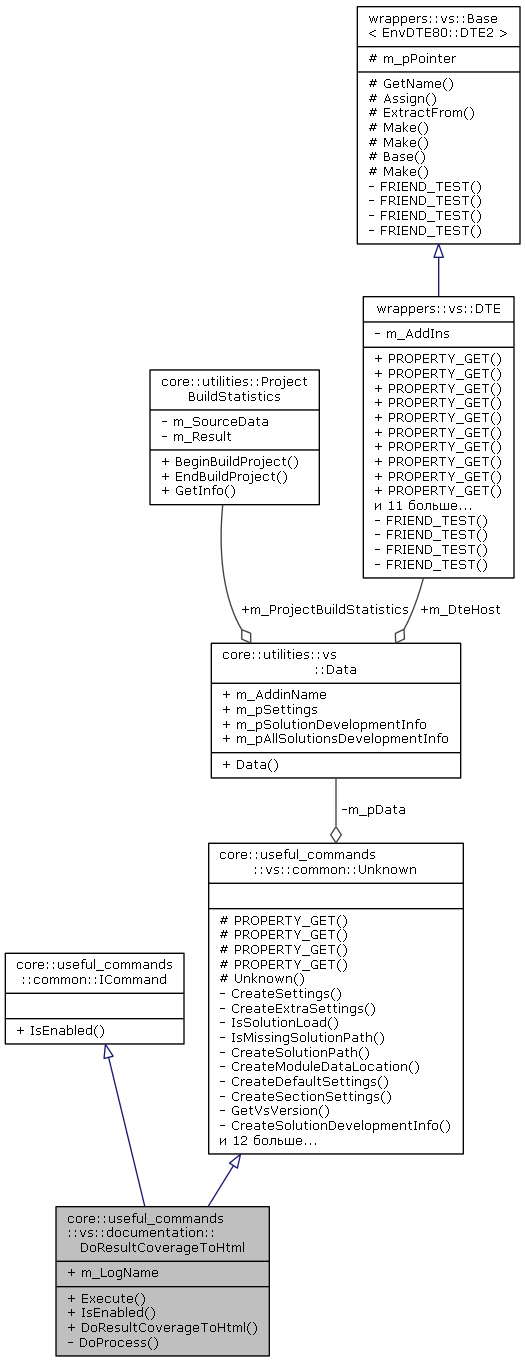 wrappers::vs::Base
< EnvDTE80::DTE2 >
# m_pPointer
# GetName()
# Assign()
# ExtractFrom()
# Make()
# Make()
# Base()
# Make()
- FRIEND_TEST()
- FRIEND_TEST()
- FRIEND_TEST()
- FRIEND_TEST()
wrappers::vs::DTE
- m_AddIns
+ PROPERTY_GET()
+ PROPERTY_GET()
+ PROPERTY_GET()
+ PROPERTY_GET()
+ PROPERTY_GET()
+ PROPERTY_GET()
+ PROPERTY_GET()
+ PROPERTY_GET()
+ PROPERTY_GET()
+ PROPERTY_GET()
и 11 больше...
- FRIEND_TEST()
- FRIEND_TEST()
- FRIEND_TEST()
- FRIEND_TEST()
core::utilities::Project
BuildStatistics
- m_SourceData
- m_Result
+ BeginBuildProject()
+ EndBuildProject()
+ GetInfo()
+m_ProjectBuildStatistics
+m_DteHost
core::utilities::vs
::Data
+ m_AddinName
+ m_pSettings
+ m_pSolutionDevelopmentInfo
+ m_pAllSolutionsDevelopmentInfo
+ Data()
-m_pData
core::useful_commands
::vs::common::Unknown
# PROPERTY_GET()
# PROPERTY_GET()
# PROPERTY_GET()
# PROPERTY_GET()
# Unknown()
- CreateSettings()
- CreateExtraSettings()
- IsSolutionLoad()
- IsMissingSolutionPath()
- CreateSolutionPath()
- CreateModuleDataLocation()
- CreateDefaultSettings()
- CreateSectionSettings()
- GetVsVersion()
- CreateSolutionDevelopmentInfo()
и 12 больше...
core::useful_commands
::common::ICommand
+ IsEnabled()
core::useful_commands
::vs::documentation::
DoResultCoverageToHtml
+ m_LogName
+ Execute()
+ IsEnabled()
+ DoResultCoverageToHtml()
- DoProcess()